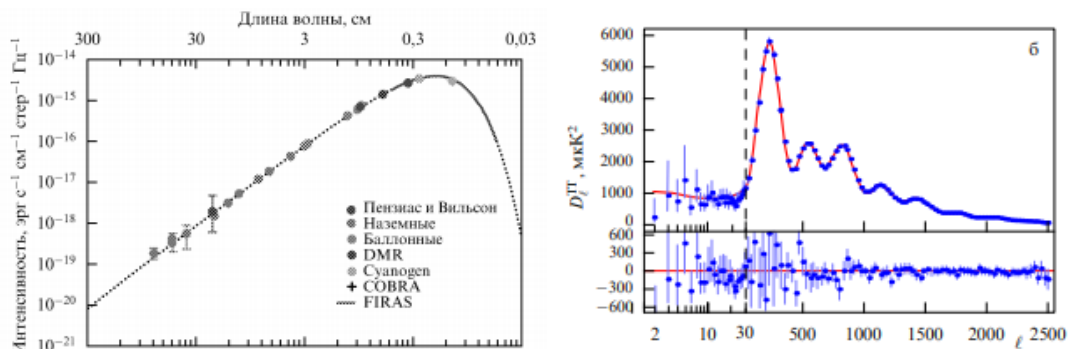 Длина волны, см
300 30 3 0,3 0,03
Интенсивность, эрг с⁻¹ см⁻¹ стер⁻¹ Гц⁻¹
10⁻¹⁴
10⁻¹⁵
10⁻¹⁶
10⁻¹⁷
10⁻¹⁸
10⁻¹⁹
10⁻²⁰
10⁻²¹
Пензиас и Вильсон
Наземные
Баллонные
DMR
Cyanogen
COBRA
FIRAS
б
D_ℓ^TT, мкК²
6000
5000
4000
3000
2000
1000
0
600
300
0
−300
−600
2 10 30 500 1000 1500 2000 2500 ℓ